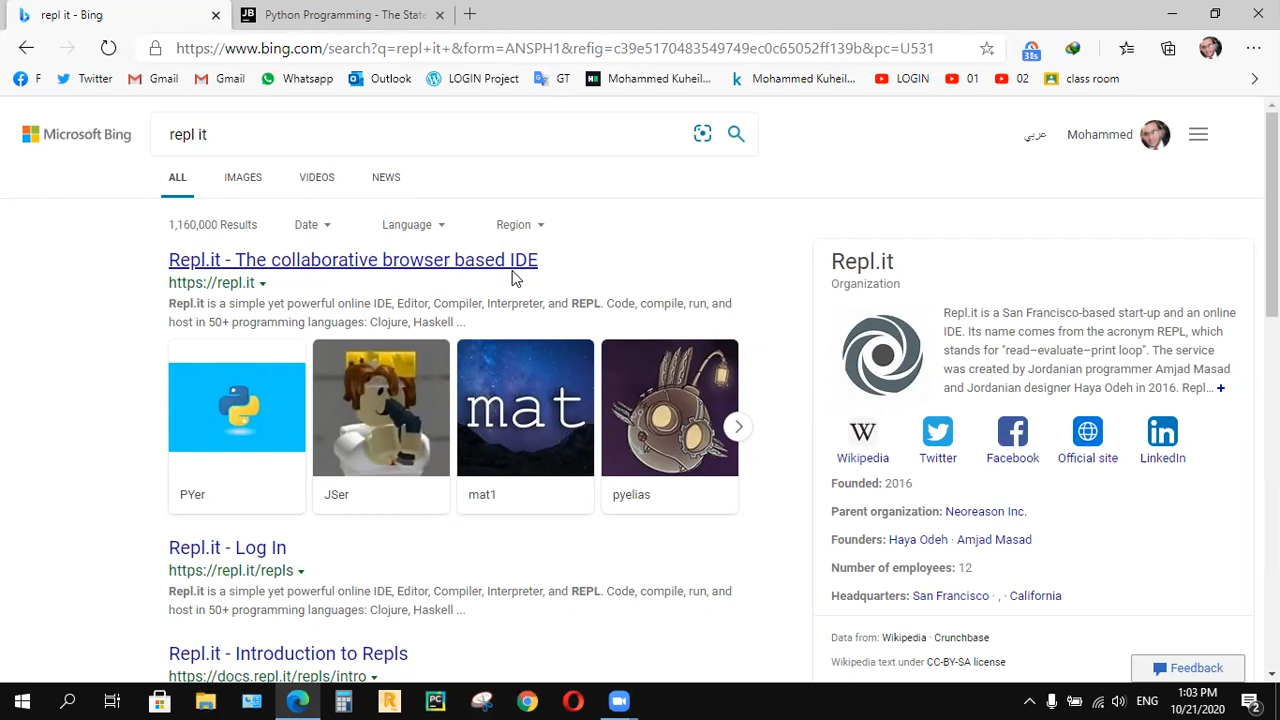 repl it - Bing
JB Python Programming - The State
https://www.bing.com/search?q=repl+it+&form=ANSPH1&refig=c39e5170483549749ec0c65052ff139b&pc=U531
31s
F
Twitter
Gmail
Gmail
Whatsapp
Outlook
LOGIN Project
GT
Mohammed Kuheil...
Mohammed Kuheil...
LOGIN
01
02
class room
Microsoft Bing
repl it
عربي
Mohammed
ALL
IMAGES
VIDEOS
NEWS
1,160,000 Results
Date
Language
Region
Repl.it - The collaborative browser based IDE
https://repl.it
Repl.it is a simple yet powerful online IDE, Editor, Compiler, Interpreter, and REPL. Code, compile, run, and
host in 50+ programming languages: Clojure, Haskell ...
mat
PYer
JSer
mat1
pyelias
Repl.it - Log In
https://repl.it/repls
Repl.it is a simple yet powerful online IDE, Editor, Compiler, Interpreter, and REPL. Code, compile, run, and
host in 50+ programming languages: Clojure, Haskell ...
Repl.it - Introduction to Repls
https://docs.repl.it/repls/intro
Repl.it
Organization
Repl.it is a San Francisco-based start-up and an online
IDE. Its name comes from the acronym REPL, which
stands for "read–evaluate–print loop". The service
was created by Jordanian programmer Amjad Masad
and Jordanian designer Haya Odeh in 2016. Repl... +
W
Wikipedia
Twitter
Facebook
Official site
in
LinkedIn
Founded: 2016
Parent organization: Neoreason Inc.
Founders: Haya Odeh · Amjad Masad
Number of employees: 12
Headquarters: San Francisco · , · California
Data from: Wikipedia · Crunchbase
Wikipedia text under CC-BY-SA license
Feedback
R
PC
ENG
1:03 PM
10/21/2020
2